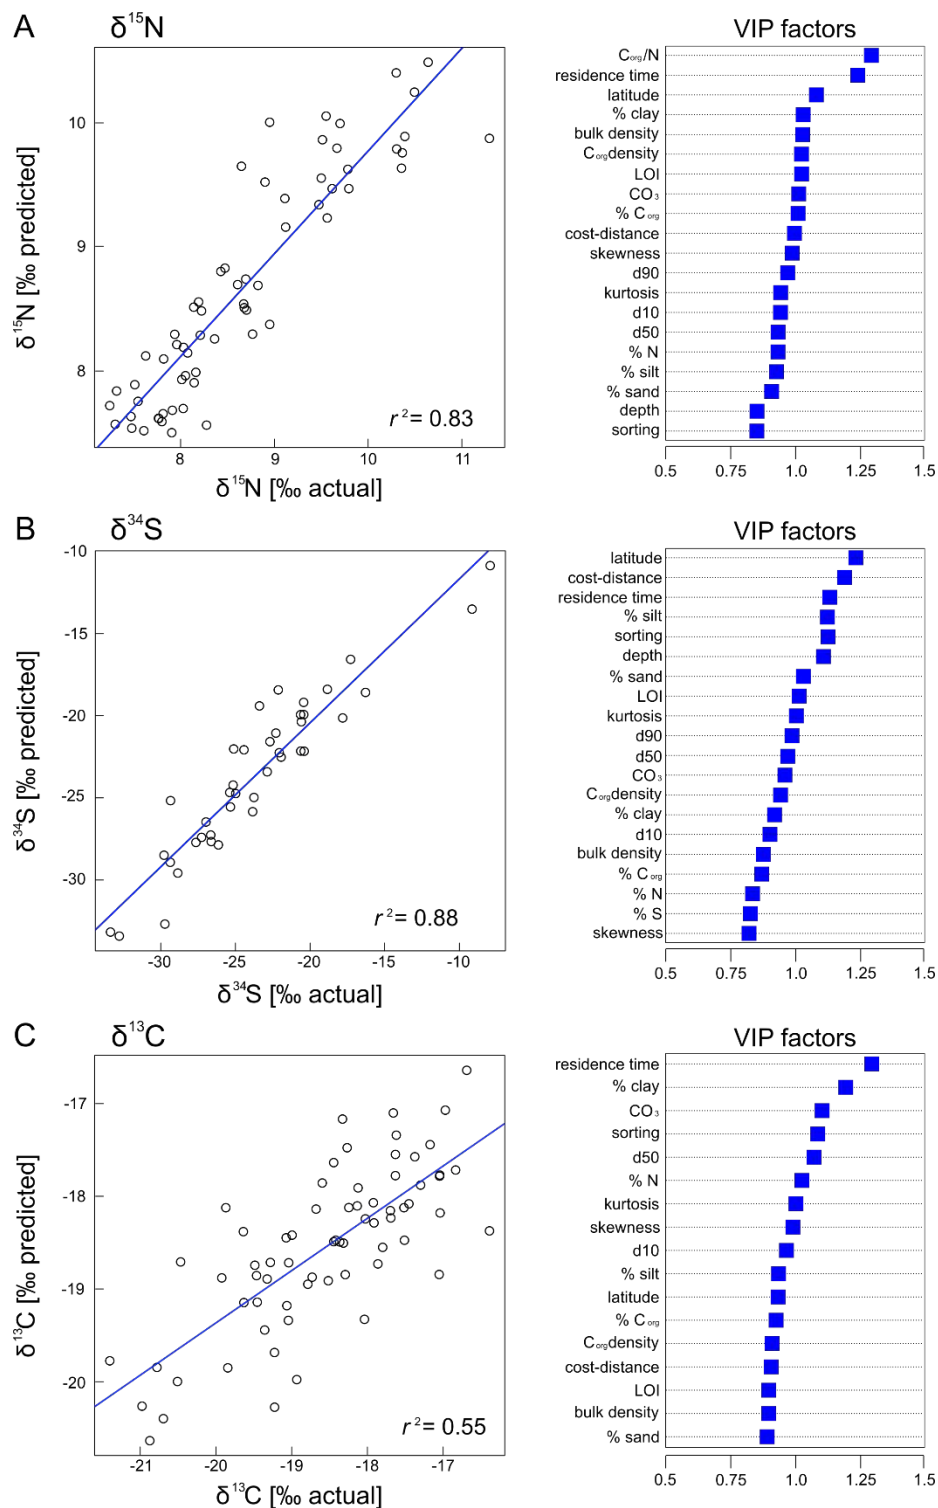 A
δ¹⁵N
VIP factors
δ¹⁵N [‰ predicted]
10
9
8
r² = 0.83
8
9
10
11
δ¹⁵N [‰ actual]
Corg/N
residence time
latitude
% clay
bulk density
Corgdensity
LOI
CO₃
% Corg
cost-distance
skewness
d90
kurtosis
d10
d50
% N
% silt
% sand
depth
sorting
0.5
0.75
1.0
1.25
1.5
B
δ³⁴S
VIP factors
δ³⁴S [‰ predicted]
-10
-15
-20
-25
-30
r² = 0.88
-30
-25
-20
-15
-10
δ³⁴S [‰ actual]
latitude
cost-distance
residence time
% silt
sorting
depth
% sand
LOI
kurtosis
d90
d50
CO₃
Corgdensity
% clay
d10
bulk density
% Corg
% N
% S
skewness
0.5
0.75
1.0
1.25
1.5
C
δ¹³C
VIP factors
δ¹³C [‰ predicted]
-17
-18
-19
-20
r² = 0.55
-21
-20
-19
-18
-17
δ¹³C [‰ actual]
residence time
% clay
CO₃
sorting
d50
% N
kurtosis
skewness
d10
% silt
latitude
% Corg
Corgdensity
cost-distance
LOI
bulk density
% sand
0.5
0.75
1.0
1.25
1.5